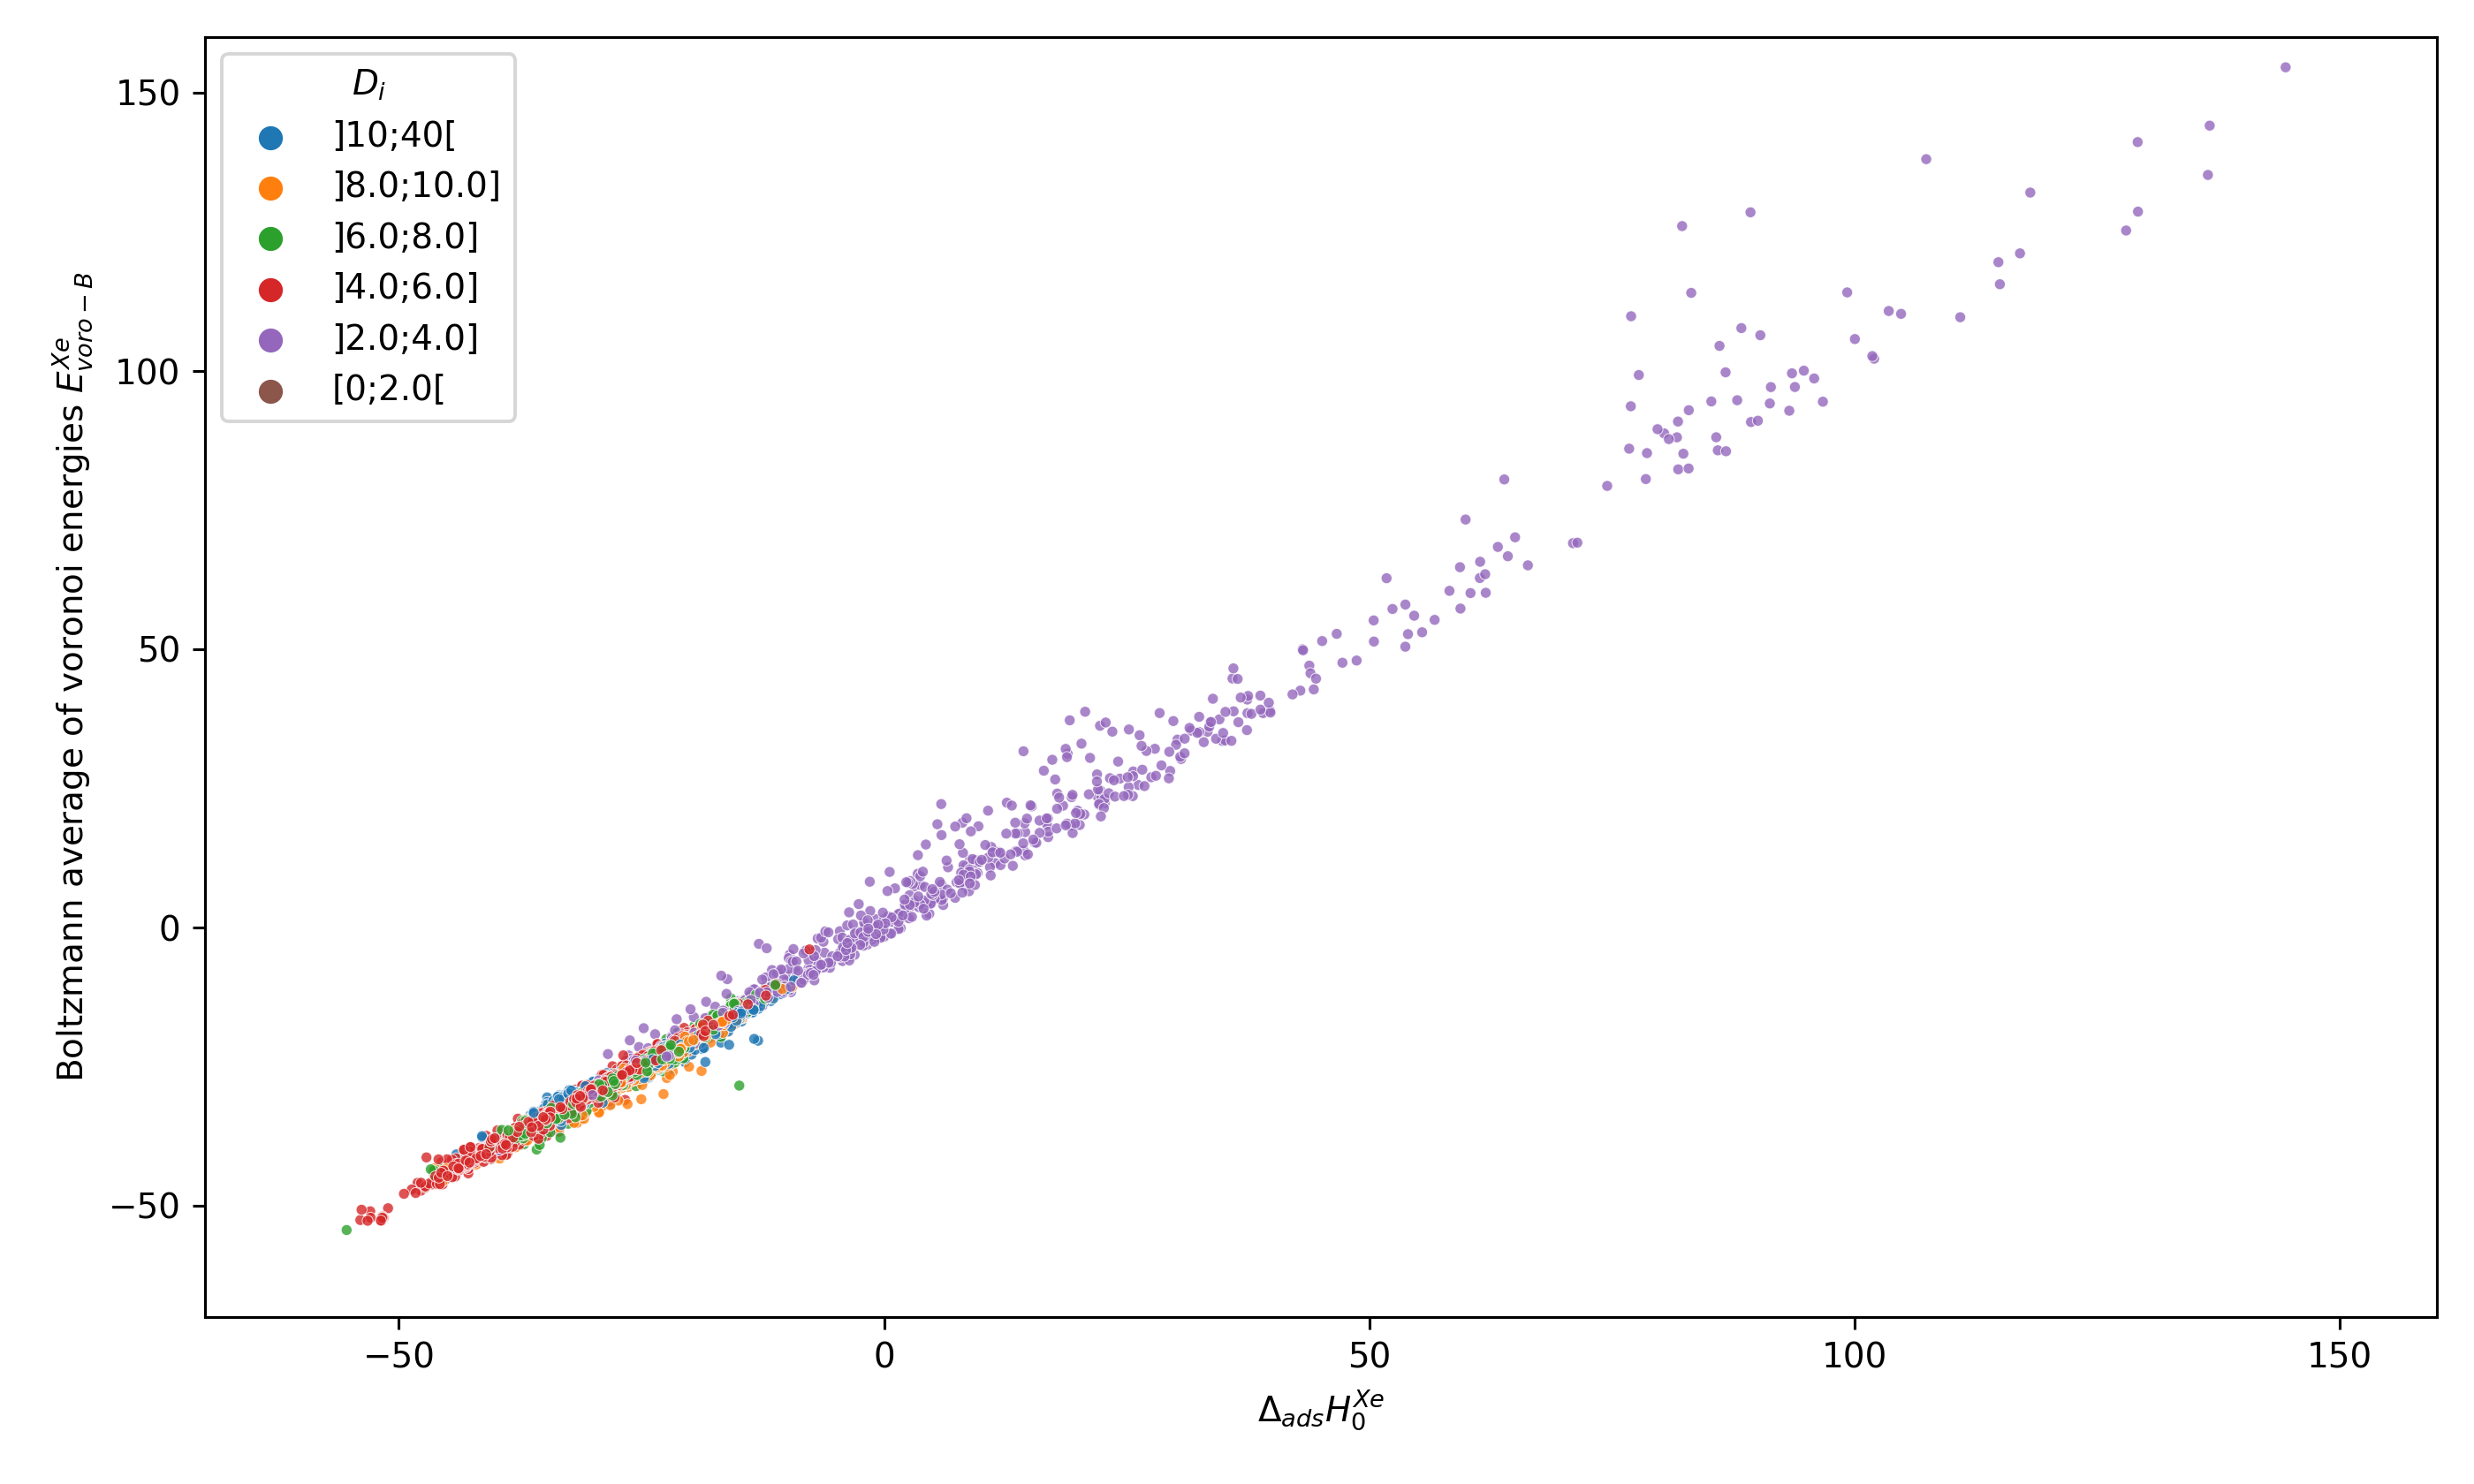 D_i
]10;40[
]8.0;10.0]
]6.0;8.0]
]4.0;6.0]
]2.0;4.0]
[0;2.0[
Boltzmann average of voronoi energies E^{Xe}_{voro−B}
150
100
50
0
−50
−50 0 50 100 150
Δ_{ads}H_0^{Xe}